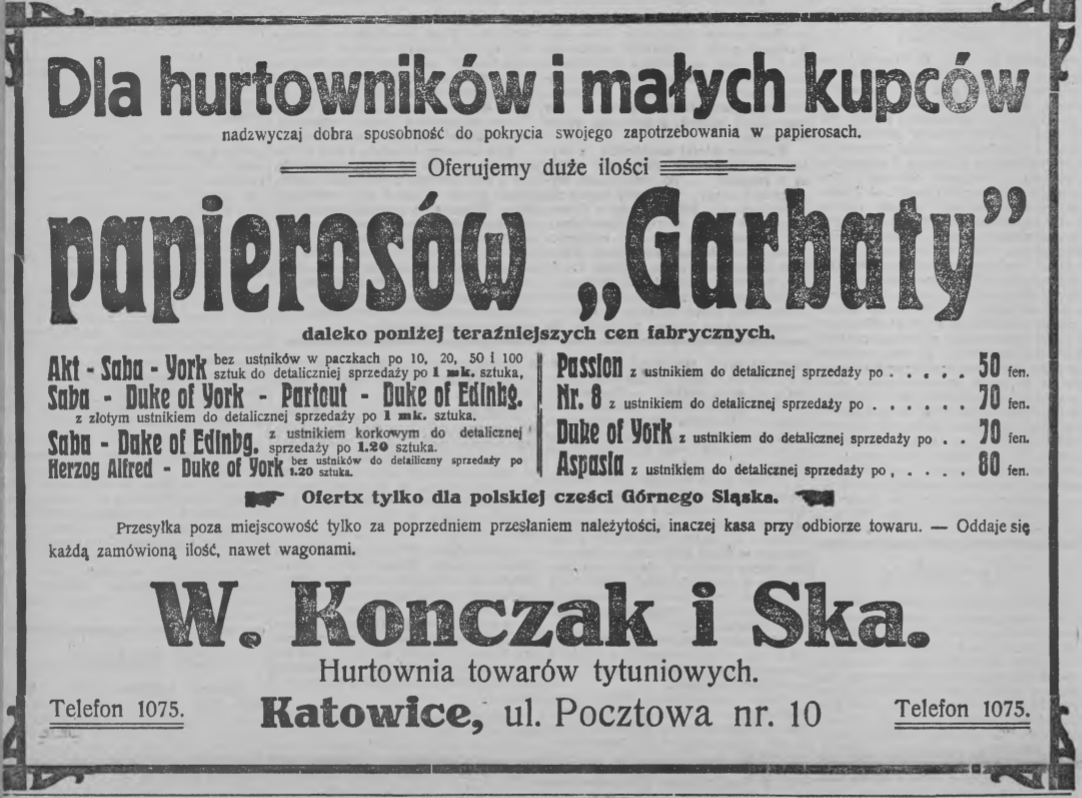 Dla hurtowników i małych kupców
nadzwyczaj dobra sposobność do pokrycia swojego zapotrzebowania w papierosach.
Oferujemy duże ilości
papierosów „Garbaty”
daleko poniżej teraźniejszych cen fabrycznych.
Akt - Saba - York bez ustników w paczkach po 10, 20, 50 i 100
sztuk do detaliczniej sprzedaży po 1 mk. sztuka,
Saba - Duke of York - Partout - Duke of Edinbg.
z złotym ustnikiem do detalicznej sprzedaży po 1 mk. sztuka.
Saba - Duke of Edinbg. z ustnikiem korkowym do detalicznej
sprzedaży po 1.20 sztuka.
Herzog Alfred - Duke of York bez ustników do detaliczny sprzedaży po
1.20 sztuka.
Passion z ustnikiem do detalicznej sprzedaży po . . . . . 50 fen.
Nr. 8 z ustnikiem do detalicznej sprzedaży po . . . . . . 70 fen.
Duke of York z ustnikiem do detalicznej sprzedaży po . . 70 fen.
Aspasia z ustnikiem do detalicznej sprzedaży po , . . . . 80 fen.
Ofertx tylko dla polskiej cześci Górnego Sląska.
Przesyłka poza miejscowość tylko za poprzedniem przesłaniem należytości, inaczej kasa przy odbiorze towaru. — Oddaje się
każdą zamówioną ilość, nawet wagonami.
W. Konczak i Ska.
Hurtownia towarów tytuniowych.
Telefon 1075. Katowice, ul. Pocztowa nr. 10 Telefon 1075.